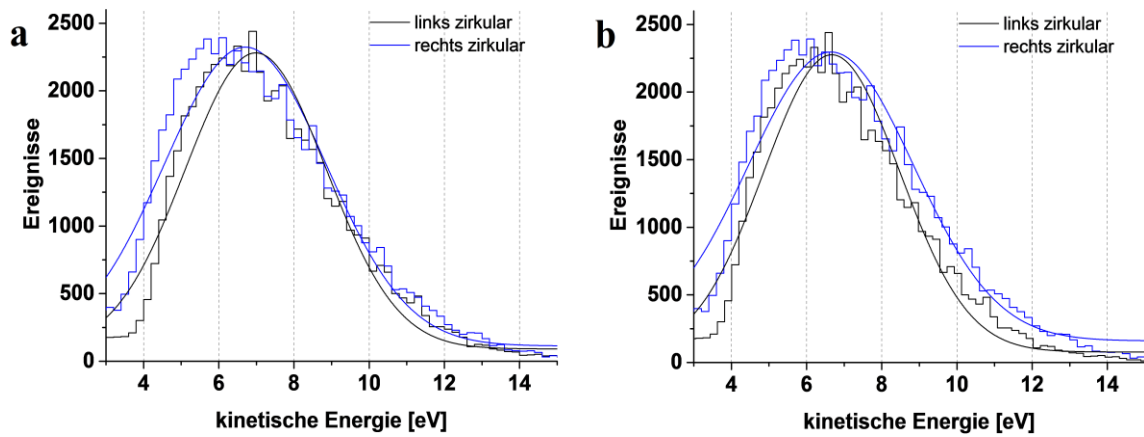 a
links zirkular
rechts zirkular
Ereignisse
2500
2000
1500
1000
500
0
4 6 8 10 12 14
kinetische Energie [eV]
b
links zirkular
rechts zirkular
Ereignisse
2500
2000
1500
1000
500
0
4 6 8 10 12 14
kinetische Energie [eV]